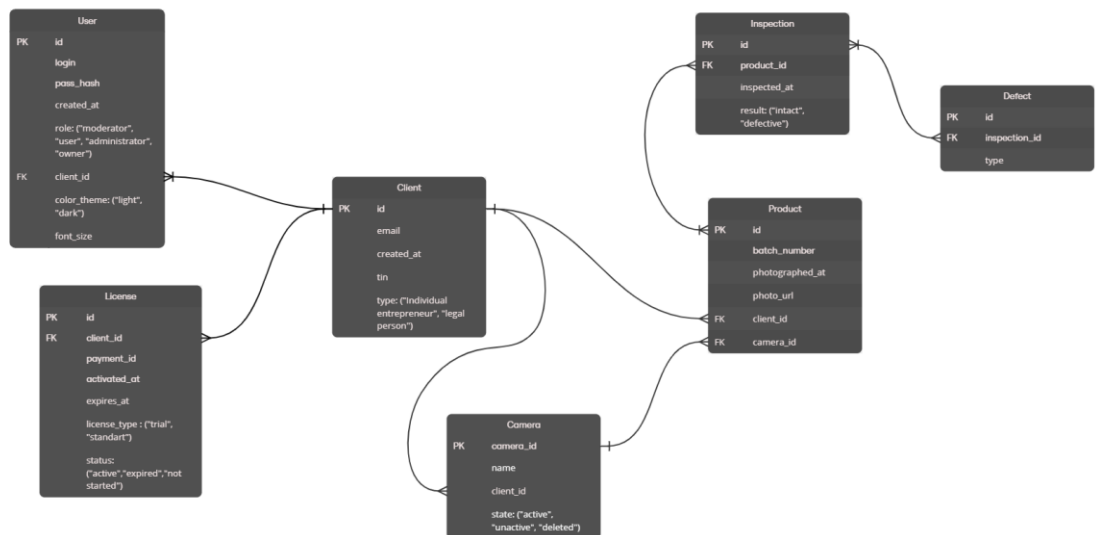 User
PK id
login
pass_hash
created_at
role: ("moderator",
"user", "administrator",
"owner")
FK client_id
color_theme: ("light",
"dark")
font_size
License
PK id
FK client_id
payment_id
activated_at
expires_at
license_type : ("trial",
"standart")
status:
("active","expired","not
started")
Client
PK id
email
created_at
tin
type: ("Individual
entrepreneur", "legal
person")
Camera
PK camera_id
name
client_id
state: ("active",
"unactive", "deleted")
Inspection
PK id
FK product_id
inspected_at
result: ("intact",
"defective")
Product
PK id
batch_number
photographed_at
photo_url
FK client_id
FK camera_id
Defect
PK id
FK inspection_id
type